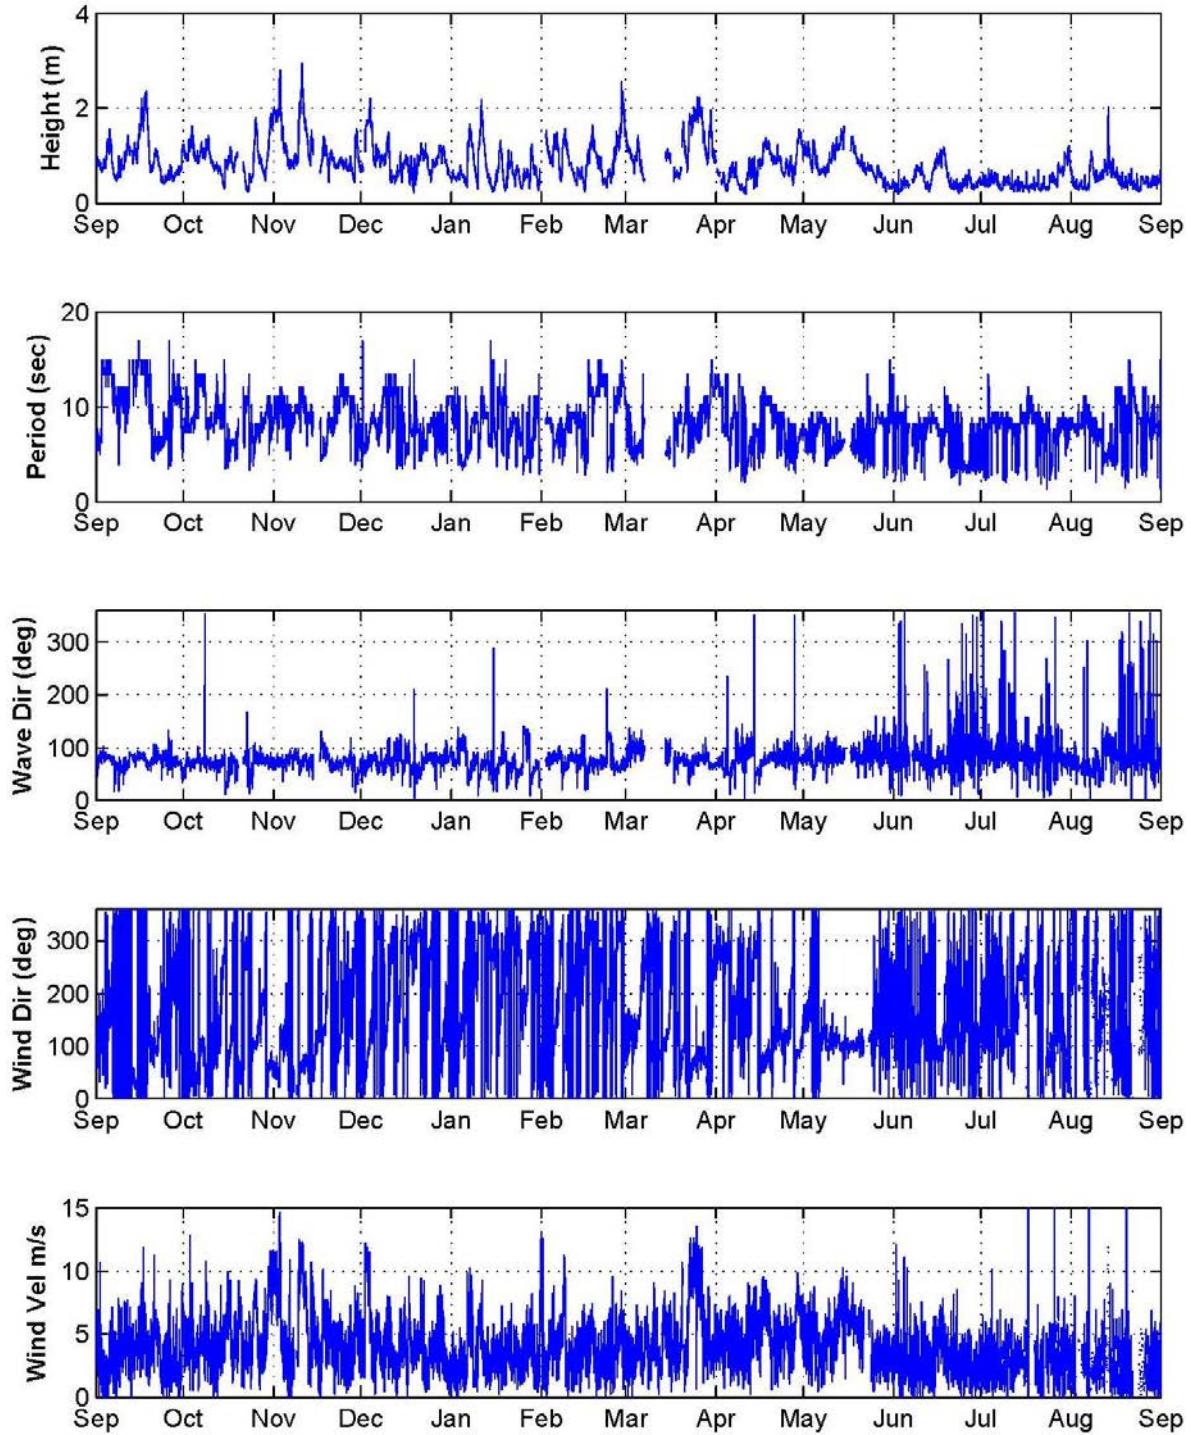 4
2
0
Height (m)
Sep Oct Nov Dec Jan Feb Mar Apr May Jun Jul Aug Sep
20
10
0
Period (sec)
Sep Oct Nov Dec Jan Feb Mar Apr May Jun Jul Aug Sep
300
200
100
0
Wave Dir (deg)
Sep Oct Nov Dec Jan Feb Mar Apr May Jun Jul Aug Sep
300
200
100
0
Wind Dir (deg)
Sep Oct Nov Dec Jan Feb Mar Apr May Jun Jul Aug Sep
15
10
5
0
Wind Vel m/s
Sep Oct Nov Dec Jan Feb Mar Apr May Jun Jul Aug Sep